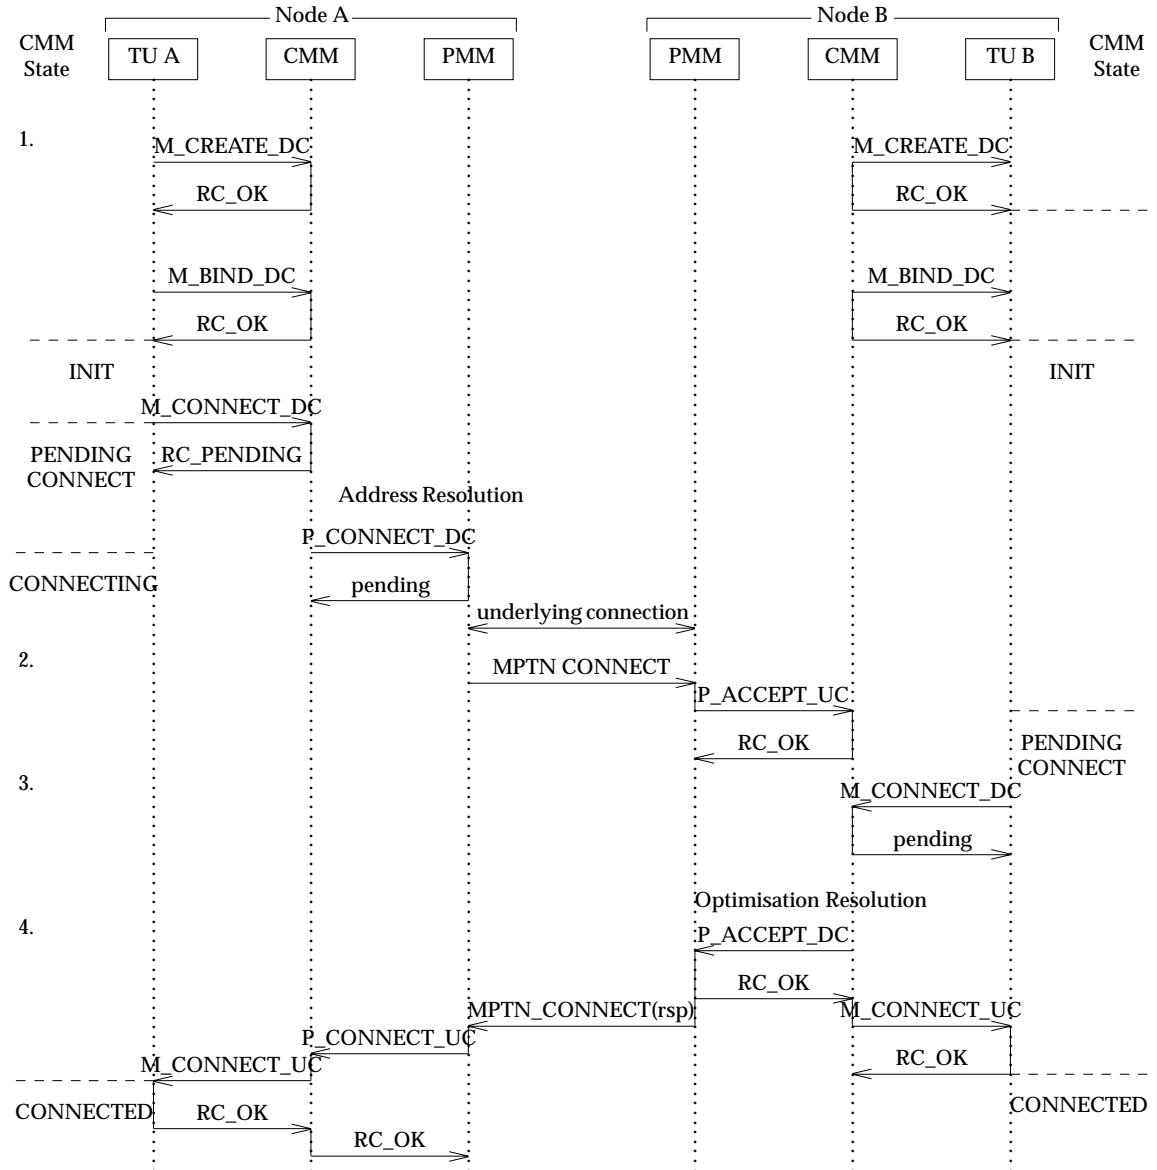 Node A
Node B
CMM
State
TU A
CMM
PMM
PMM
CMM
TU B
CMM
State
1.
M_CREATE_DC
M_CREATE_DC
RC_OK
RC_OK
M_BIND_DC
M_BIND_DC
RC_OK
RC_OK
INIT
INIT
M_CONNECT_DC
PENDING
CONNECT
RC_PENDING
Address Resolution
P_CONNECT_DC
CONNECTING
pending
underlying connection
2.
MPTN CONNECT
P_ACCEPT_UC
RC_OK
PENDING
CONNECT
3.
M_CONNECT_DC
pending
Optimisation Resolution
4.
P_ACCEPT_DC
RC_OK
MPTN_CONNECT(rsp)
M_CONNECT_UC
P_CONNECT_UC
M_CONNECT_UC
RC_OK
CONNECTED
RC_OK
CONNECTED
RC_OK